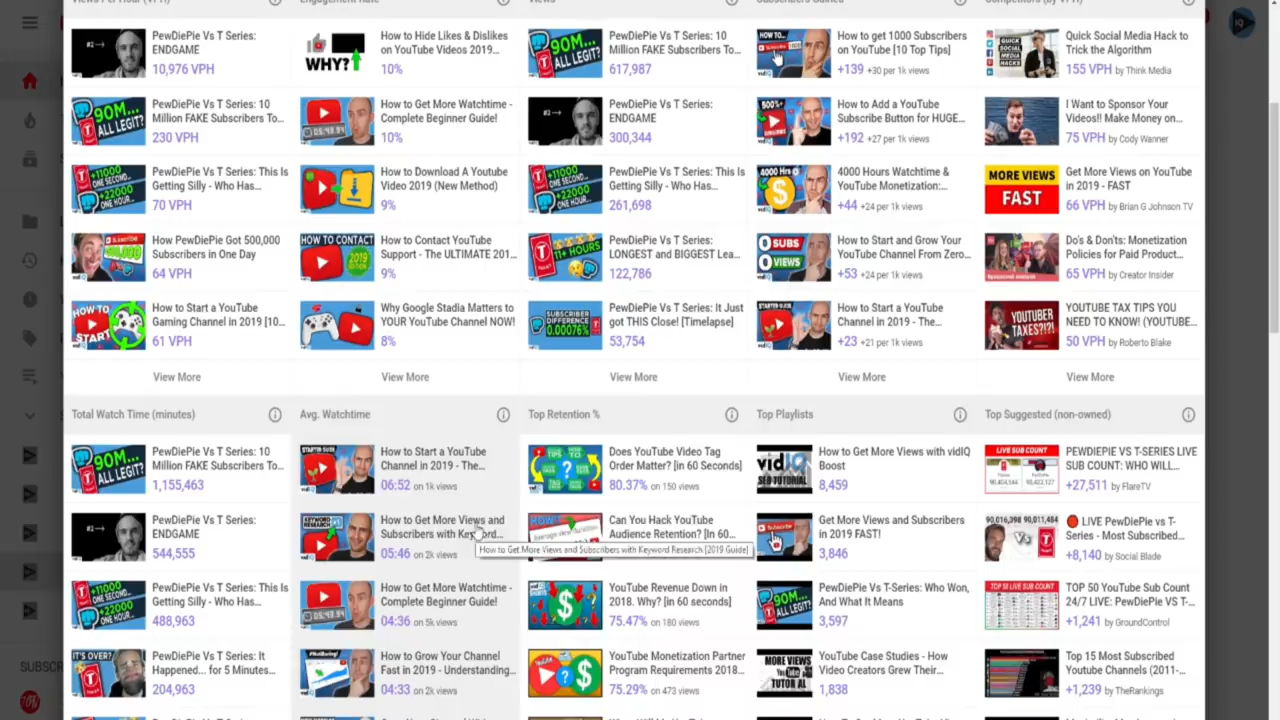 PewDiePie Vs T Series:
ENDGAME
10,976 VPH
PewDiePie Vs T Series: 10
Million FAKE Subscribers To...
230 VPH
PewDiePie Vs T Series: This Is
Getting Silly - Who Has...
70 VPH
How PewDiePie Got 500,000
Subscribers in One Day
64 VPH
How to Start a YouTube
Gaming Channel in 2019 [10...
61 VPH
View More
How to Hide Likes & Dislikes
on YouTube Videos 2019...
10%
How to Get More Watchtime -
Complete Beginner Guide!
10%
How to Download A Youtube
Video 2019 (New Method)
9%
How to Contact YouTube
Support - The ULTIMATE 201...
9%
Why Google Stadia Matters to
YOUR YouTube Channel NOW!
8%
View More
PewDiePie Vs T Series: 10
Million FAKE Subscribers To...
617,987
PewDiePie Vs T Series:
ENDGAME
300,344
PewDiePie Vs T Series: This Is
Getting Silly - Who Has...
261,698
PewDiePie Vs T Series:
LONGEST and BIGGEST Lea...
122,786
PewDiePie Vs T Series: It Just
got THIS Close! [Timelapse]
53,754
View More
How to get 1000 Subscribers
on YouTube [10 Top Tips]
+139 +30 per 1k views
How to Add a YouTube
Subscribe Button for HUGE...
+192 +27 per 1k views
4000 Hours Watchtime &
YouTube Monetization:...
+44 +24 per 1k views
How to Start and Grow Your
YouTube Channel From Zero...
+53 +24 per 1k views
How to Start a YouTube
Channel in 2019 - The...
+23 +21 per 1k views
View More
Quick Social Media Hack to
Trick the Algorithm
155 VPH by Think Media
I Want to Sponsor Your
Videos!! Make Money on...
75 VPH by Cody Wanner
Get More Views on YouTube
in 2019 - FAST
66 VPH by Brian G Johnson TV
Do's & Don'ts: Monetization
Policies for Paid Product...
65 VPH by Creator Insider
YOUTUBE TAX TIPS YOU
NEED TO KNOW! (YOUTUBE...
50 VPH by Roberto Blake
View More
Total Watch Time (minutes)
PewDiePie Vs T Series: 10
Million FAKE Subscribers To...
1,155,463
PewDiePie Vs T Series:
ENDGAME
544,555
PewDiePie Vs T Series: This Is
Getting Silly - Who Has...
488,963
PewDiePie Vs T Series: It
Happened... for 5 Minutes...
204,963
Avg. Watchtime
How to Start a YouTube
Channel in 2019 - The...
06:52 on 1k views
How to Get More Views and
Subscribers with Keyword...
05:46 on 2k views
How to Get More Views and Subscribers with Keyword Research [2019 Guide]
How to Get More Watchtime -
Complete Beginner Guide!
04:36 on 5k views
How to Grow Your Channel
Fast in 2019 - Understanding...
04:33 on 2k views
Top Retention %
Does YouTube Video Tag
Order Matter? [in 60 Seconds]
80.37% on 150 views
Can You Hack YouTube
Audience Retention? [In 60...
YouTube Revenue Down in
2018. Why? [in 60 seconds]
75.47% on 180 views
YouTube Monetization Partner
Program Requirements 2018...
75.29% on 473 views
Top Playlists
How to Get More Views with vidIQ
Boost
8,459
Get More Views and Subscribers
in 2019 FAST!
3,846
PewDiePie Vs T-Series: Who Won,
And What It Means
3,597
YouTube Case Studies - How
Video Creators Grew Their...
1,838
Top Suggested (non-owned)
PEWDIEPIE VS T-SERIES LIVE
SUB COUNT: WHO WILL...
+27,511 by FlareTV
🔴 LIVE PewDiePie vs T-
Series - Most Subscribed...
+8,140 by Social Blade
TOP 50 YouTube Sub Count
24/7 LIVE: PewDiePie VS T-...
+1,241 by GroundControl
Top 15 Most Subscribed
Youtube Channels (2011-...
+1,239 by TheRankings